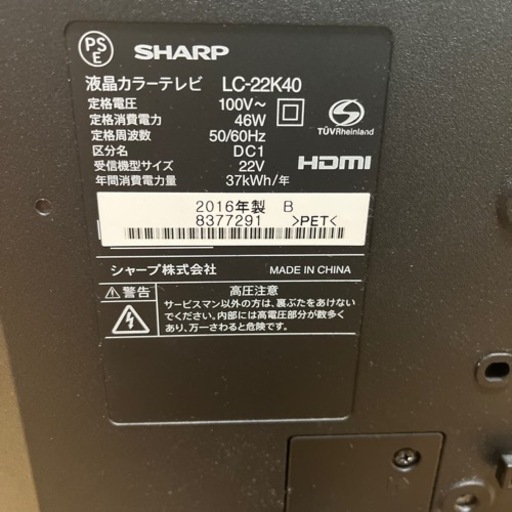 PS
E
SHARP
液晶カラーテレビ LC-22K40
定格電圧 100V～
定格消費電力 46W
定格周波数 50/60Hz
区分名 DC1
受信機型サイズ 22V
年間消費電力量 37kWh/年
TÜVRheinland
HDMI
2016年製 B
8377291 >PET<
シャープ株式会社 MADE IN CHINA
警告 高圧注意
サービスマン以外の方は、裏ぶたをあけない
でください。内部には高電圧部分が数多く
あり、万一さわると危険です。